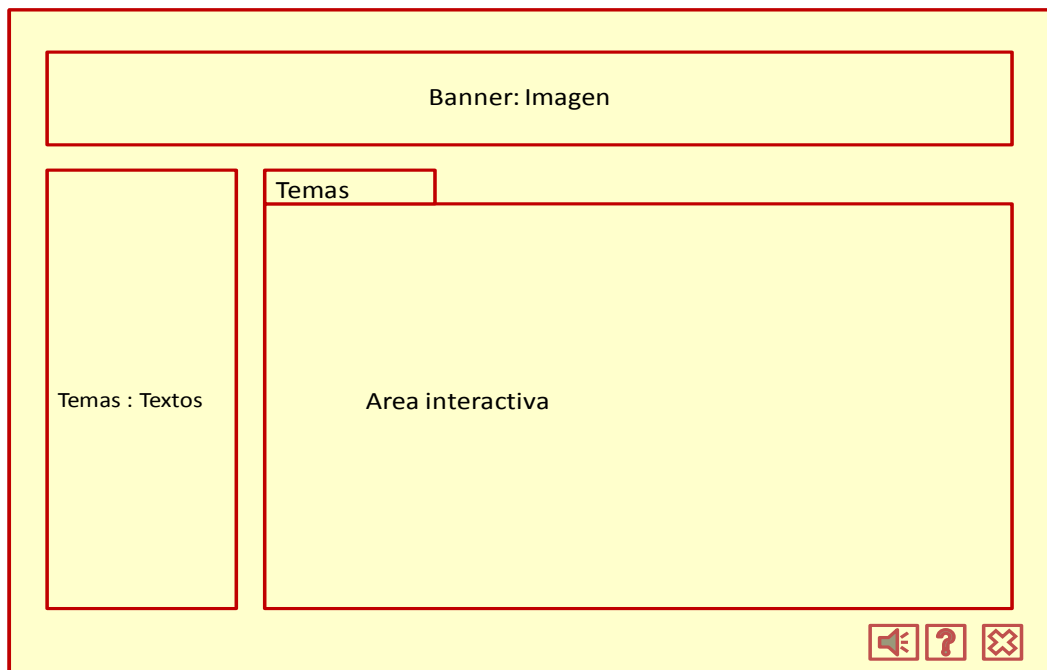 Banner: Imagen
Temas
Temas : Textos
Area interactiva
?